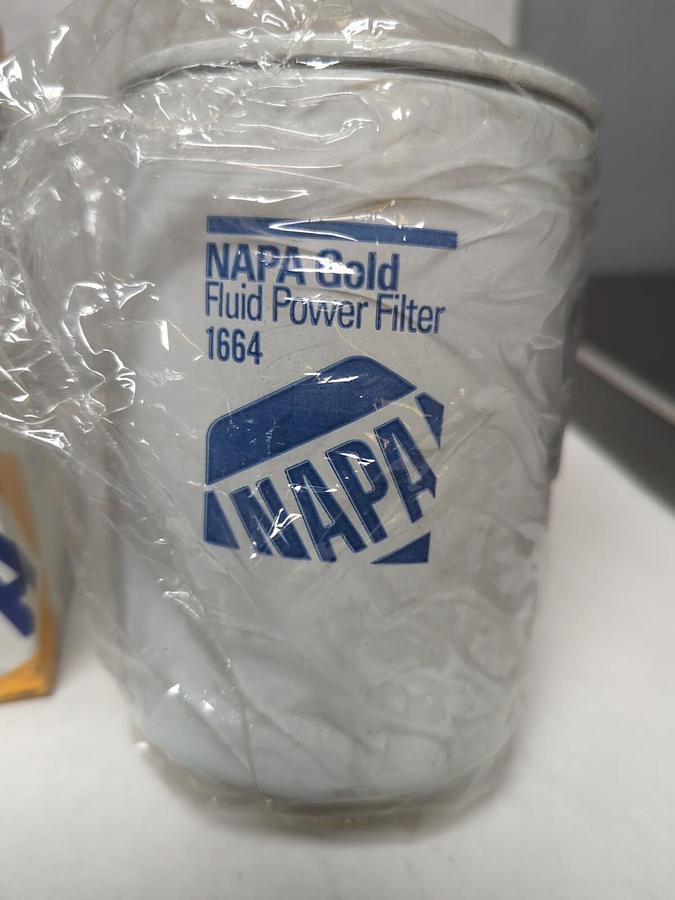 NAPA Gold
Fluid Power Filter
1664
NAPA